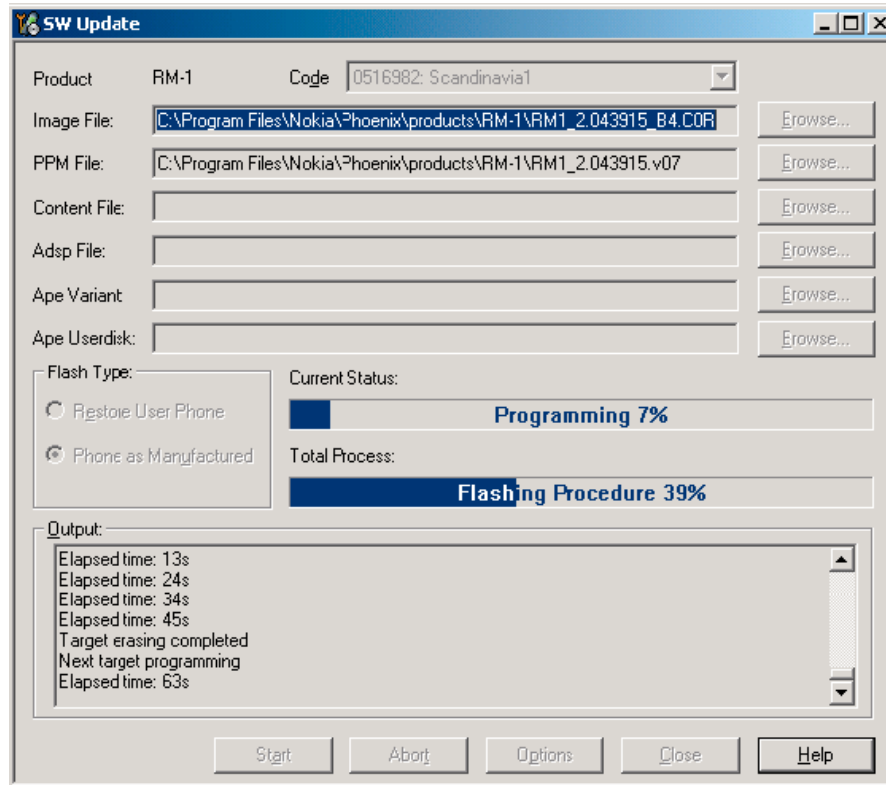 SW Update
Product RM-1 Code 0516982: Scandinavia1
Image File: C:\Program Files\Nokia\Phoenix\products\RM-1\RM1_2.043915_B4.C0R Browse...
PPM File: C:\Program Files\Nokia\Phoenix\products\RM-1\RM1_2.043915.v07 Browse...
Content File: Browse...
Adsp File: Browse...
Ape Variant Browse...
Ape Userdisk: Browse...
Flash Type:
Restore User Phone
Phone as Manufactured
Current Status:
Programming 7%
Total Process:
Flashing Procedure 39%
Output:
Elapsed time: 13s
Elapsed time: 24s
Elapsed time: 34s
Elapsed time: 45s
Target erasing completed
Next target programming
Elapsed time: 63s
Start Abort Options Close Help